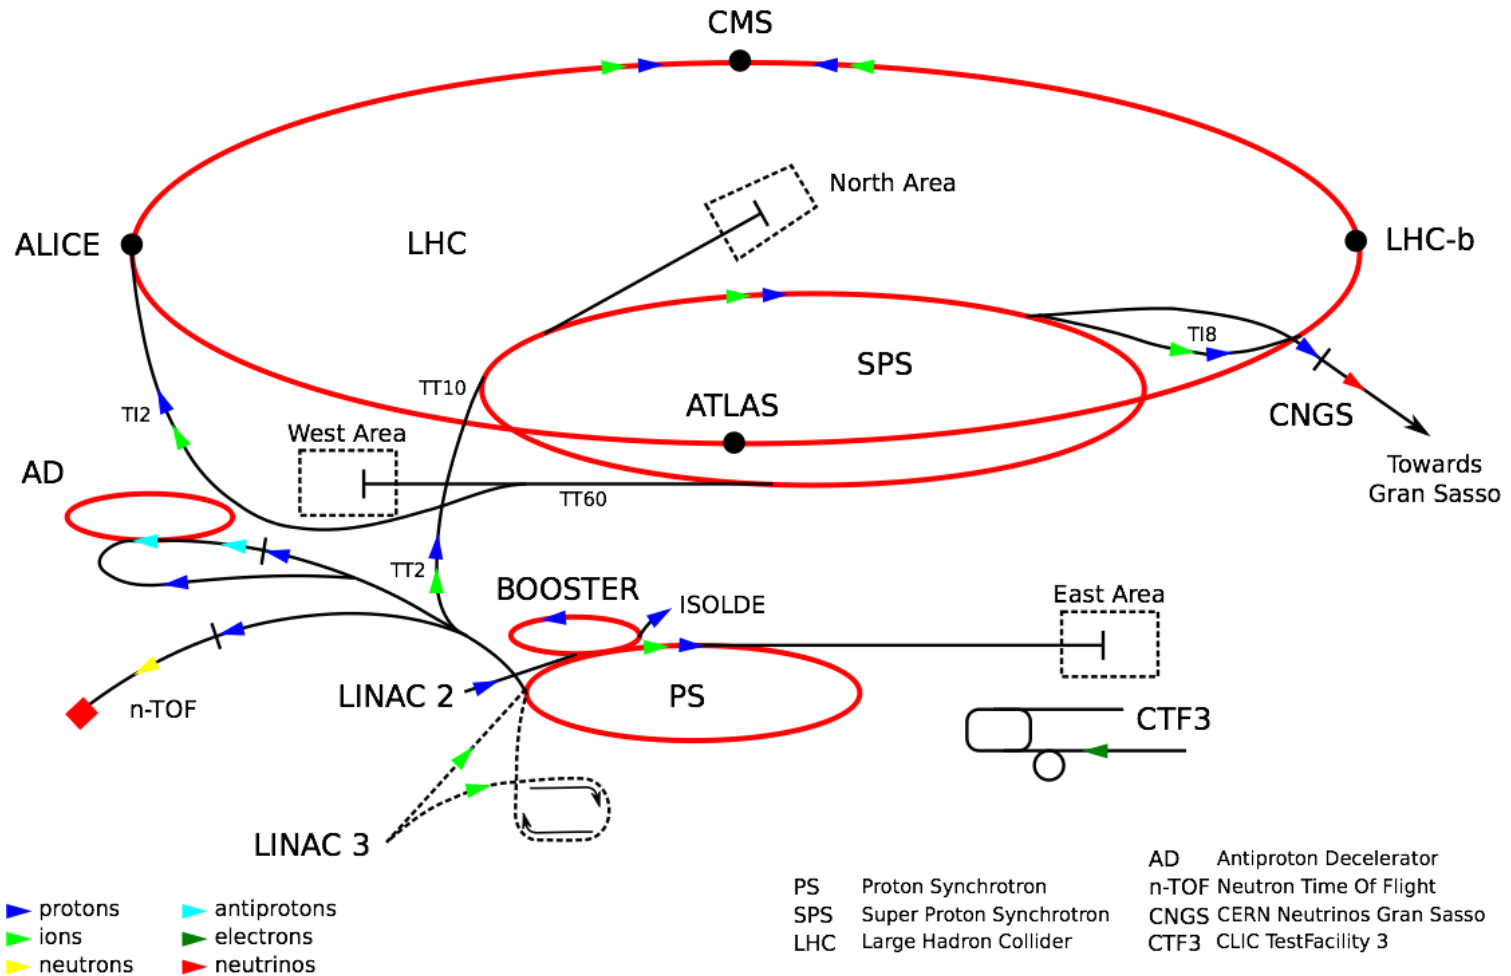 CMS
North Area
ALICE
LHC
LHC-b
TI8
SPS
TT10
ATLAS
TI2
CNGS
West Area
AD
Towards
Gran Sasso
TT60
TT2
BOOSTER
ISOLDE
East Area
LINAC 2
PS
n-TOF
CTF3
LINAC 3
protons
ions
neutrons
antiprotons
electrons
neutrinos
PS Proton Synchrotron
SPS Super Proton Synchrotron
LHC Large Hadron Collider
AD Antiproton Decelerator
n-TOF Neutron Time Of Flight
CNGS CERN Neutrinos Gran Sasso
CTF3 CLIC TestFacility 3